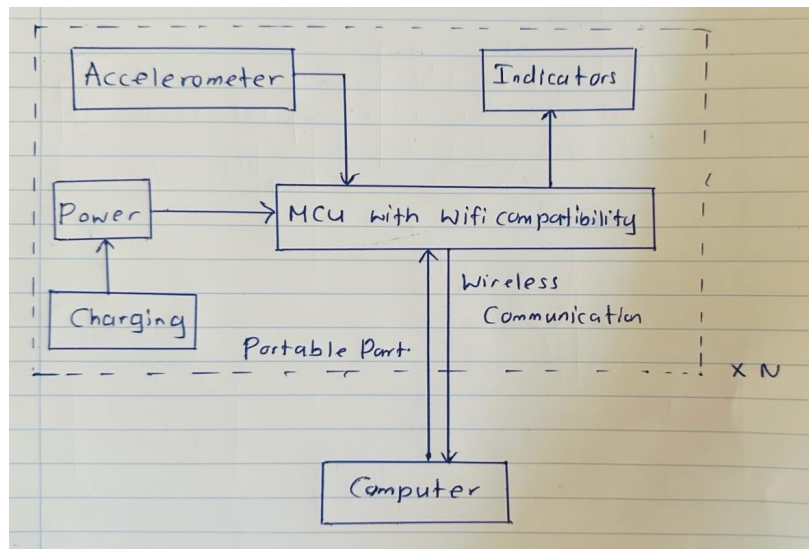 Accelerometer
Indicators
Power
MCU with Wifi compatibility
Charging
Wireless
Communication
Portable Part.
X N
Computer